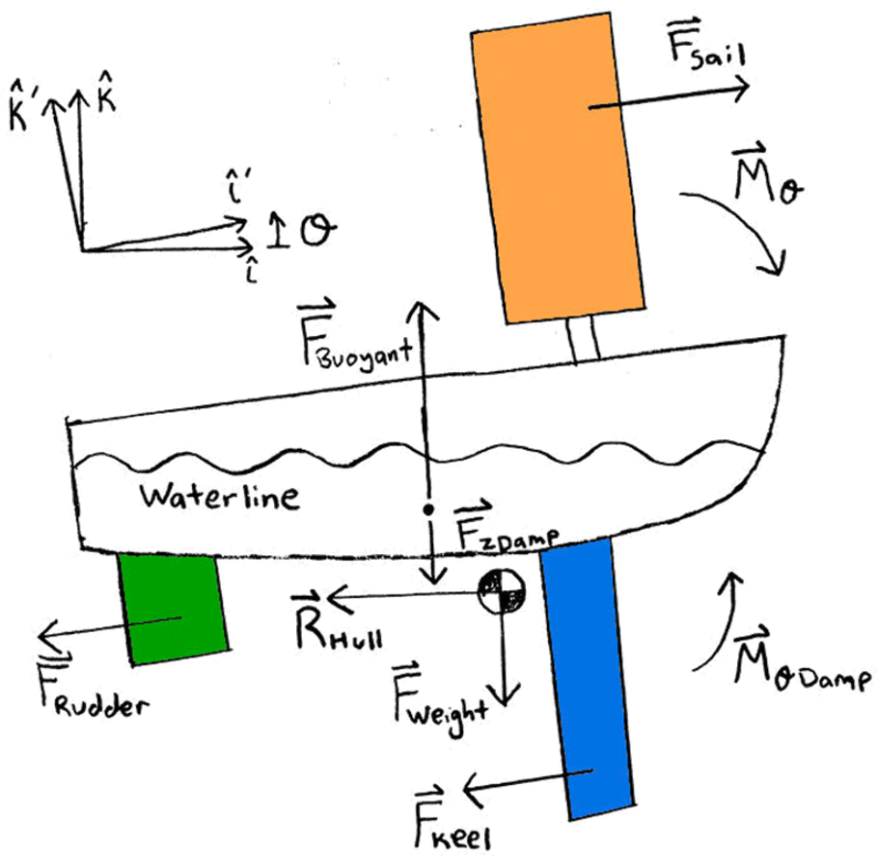 F⃗Sail
k̂' k̂
î' θ
î
M⃗θ
F⃗Buoyant
Waterline
F⃗zDamp
R⃗Hull
F⃗Rudder
F⃗Weight
M⃗θDamp
F⃗Keel